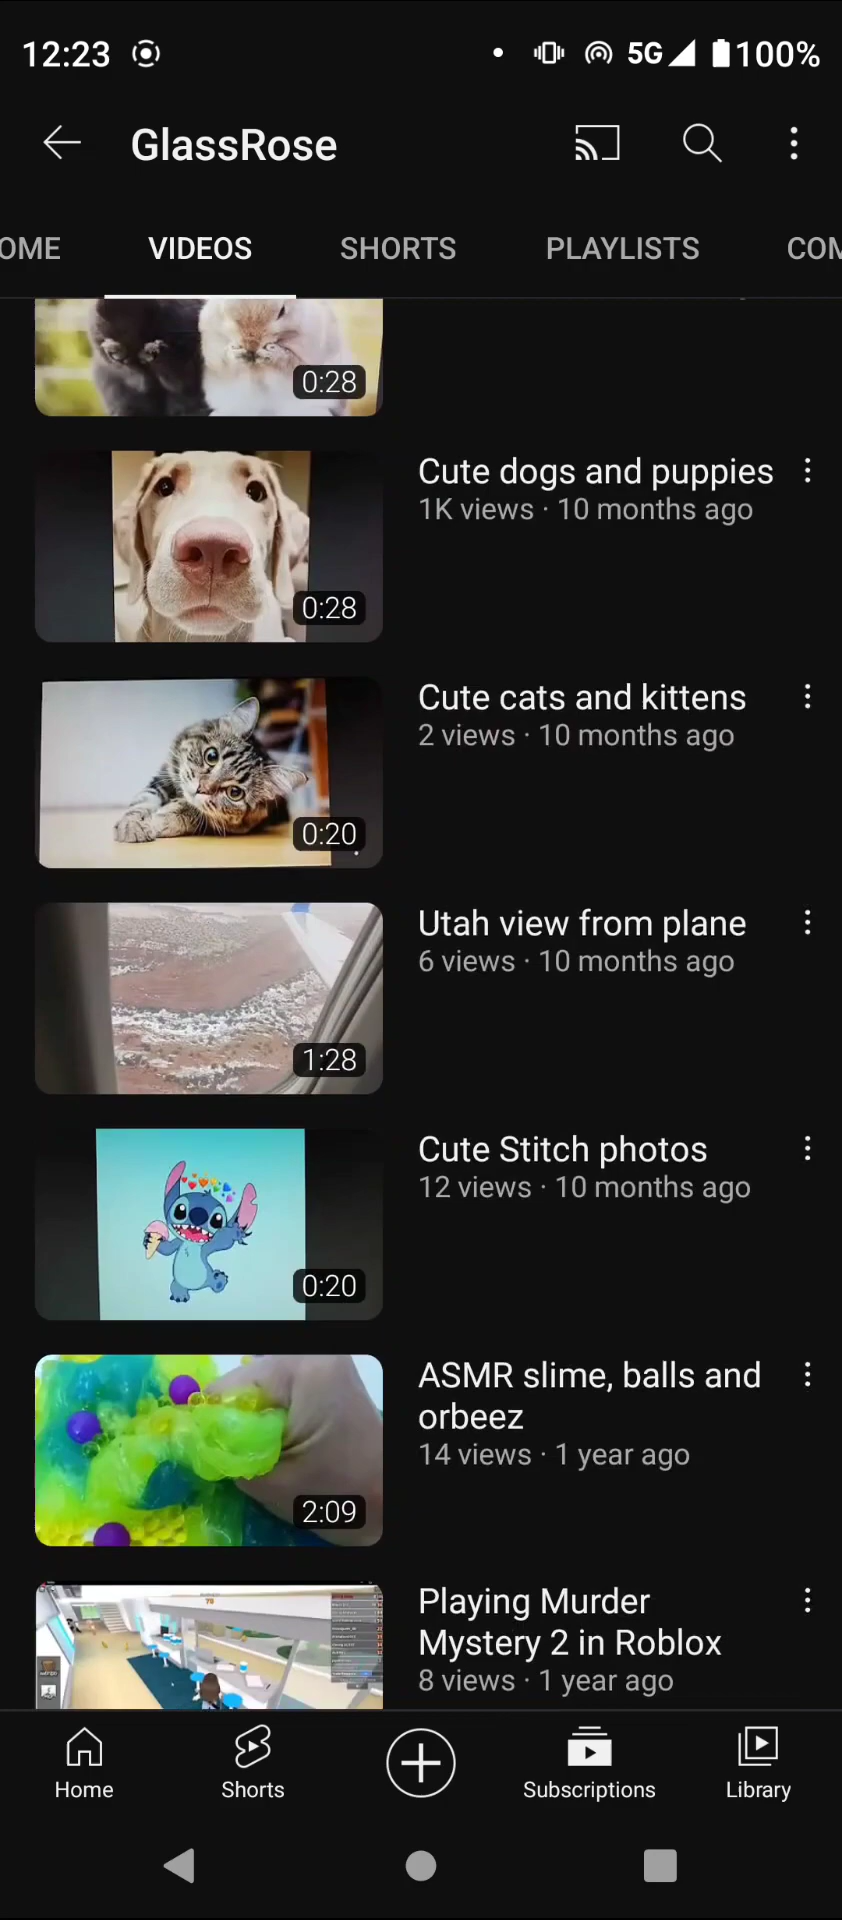 12:23 5G 100%
GlassRose
OME VIDEOS SHORTS PLAYLISTS COM
0:28
Cute dogs and puppies
1K views · 10 months ago
0:28
Cute cats and kittens
2 views · 10 months ago
0:20
Utah view from plane
6 views · 10 months ago
1:28
Cute Stitch photos
12 views · 10 months ago
0:20
ASMR slime, balls and
orbeez
14 views · 1 year ago
2:09
Playing Murder
Mystery 2 in Roblox
8 views · 1 year ago
Home Shorts Subscriptions Library